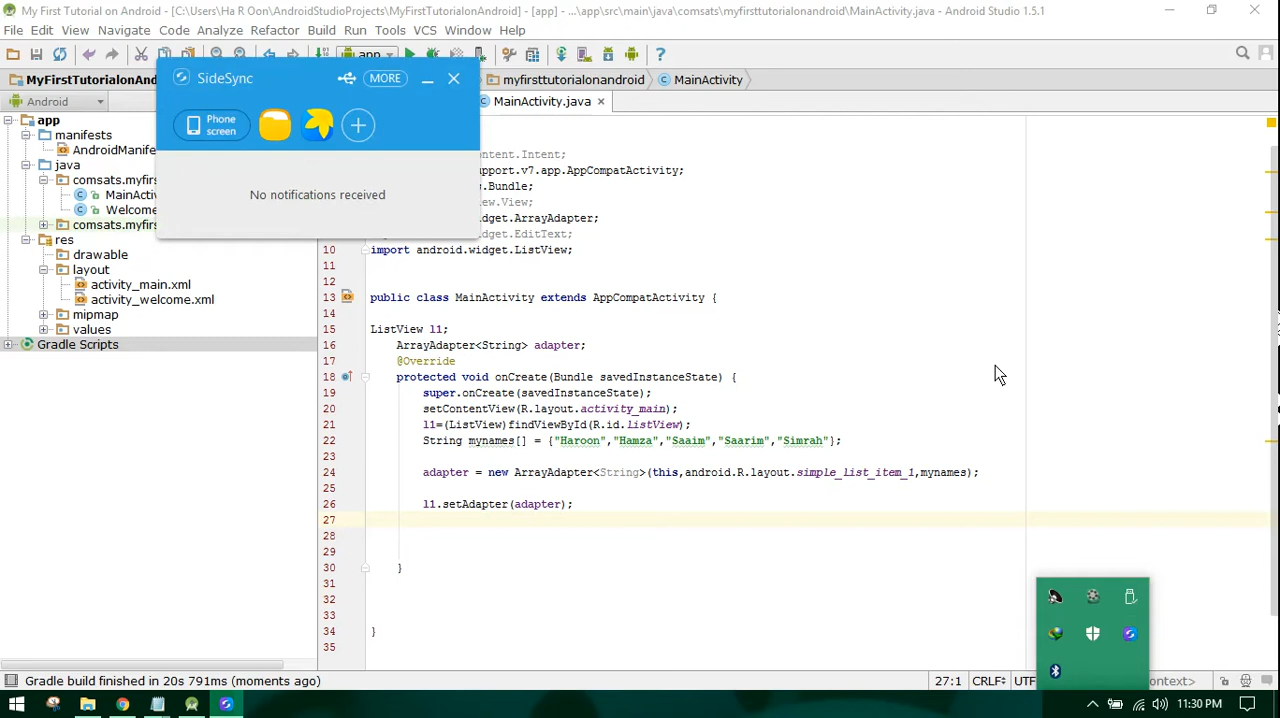 My First Tutorial on Android - [C:\Users\Ha R Oon\AndroidStudioProjects\MyFirstTutorialonAndroid] - [app] - ...\app\src\main\java\comsats\myfirsttutorialonandroid\MainActivity.java - Android Studio 1.5.1
File Edit View Navigate Code Analyze Refactor Build Run Tools VCS Window Help
app
MyFirstTutorialonAnd
myfirsttutorialonandroid MainActivity
SideSync
MORE
Android
MainActivity.java
Phone
screen
No notifications received
app
manifests
AndroidManife
java
comsats.myfirs
MainActiv
Welcome
comsats.myfirs
res
drawable
layout
activity_main.xml
activity_welcome.xml
mipmap
values
Gradle Scripts
ontent.Intent;
upport.v7.app.AppCompatActivity;
s.Bundle;
ew.View;
widget.ArrayAdapter;
widget.EditText;
10 import android.widget.ListView;
11
12
13 public class MainActivity extends AppCompatActivity {
14
15 ListView l1;
16 ArrayAdapter<String> adapter;
17 @Override
18 protected void onCreate(Bundle savedInstanceState) {
19 super.onCreate(savedInstanceState);
20 setContentView(R.layout.activity_main);
21 l1=(ListView)findViewById(R.id.listView);
22 String mynames[] = {"Haroon","Hamza","Saaim","Saarim","Simrah"};
23
24 adapter = new ArrayAdapter<String>(this,android.R.layout.simple_list_item_1,mynames);
25
26 l1.setAdapter(adapter);
27
28
29
30 }
31
32
33
34 }
35
Gradle build finished in 20s 791ms (moments ago)
27:1 CRLF UTF context>
11:30 PM